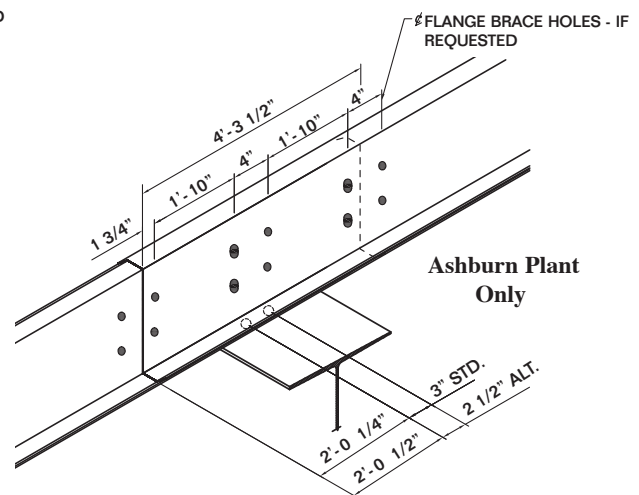 ℄ FLANGE BRACE HOLES - IF
REQUESTED
4'-3 1/2"
4"
1'-10"
4"
1'-10"
1 3/4"
Ashburn Plant
Only
3" STD.
2 1/2" ALT.
2'-0 1/4"
2'-0 1/2"